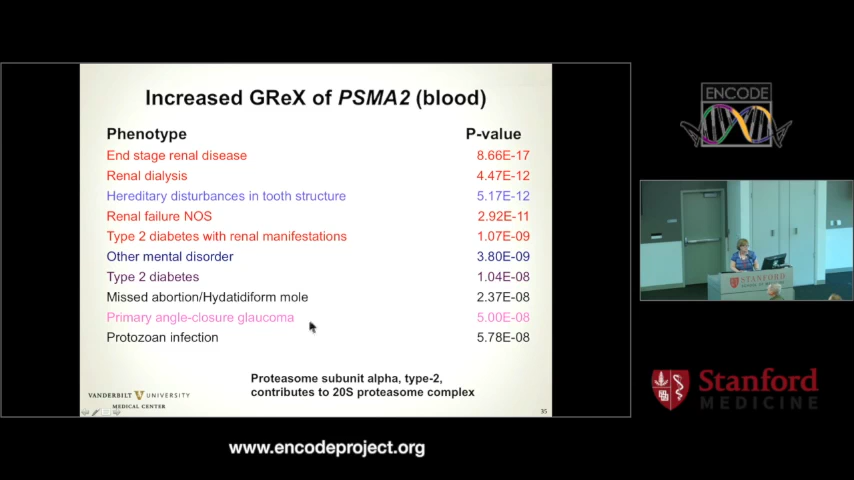 Increased GReX of PSMA2 (blood)
Phenotype P-value
End stage renal disease 8.66E-17
Renal dialysis 4.47E-12
Hereditary disturbances in tooth structure 5.17E-12
Renal failure NOS 2.92E-11
Type 2 diabetes with renal manifestations 1.07E-09
Other mental disorder 3.80E-09
Type 2 diabetes 1.04E-08
Missed abortion/Hydatidiform mole 2.37E-08
Primary angle-closure glaucoma 5.00E-08
Protozoan infection 5.78E-08
Proteasome subunit alpha, type-2,
contributes to 20S proteasome complex
VANDERBILT UNIVERSITY
MEDICAL CENTER
35
ENCODE
STANFORD
Stanford
MEDICINE
www.encodeproject.org